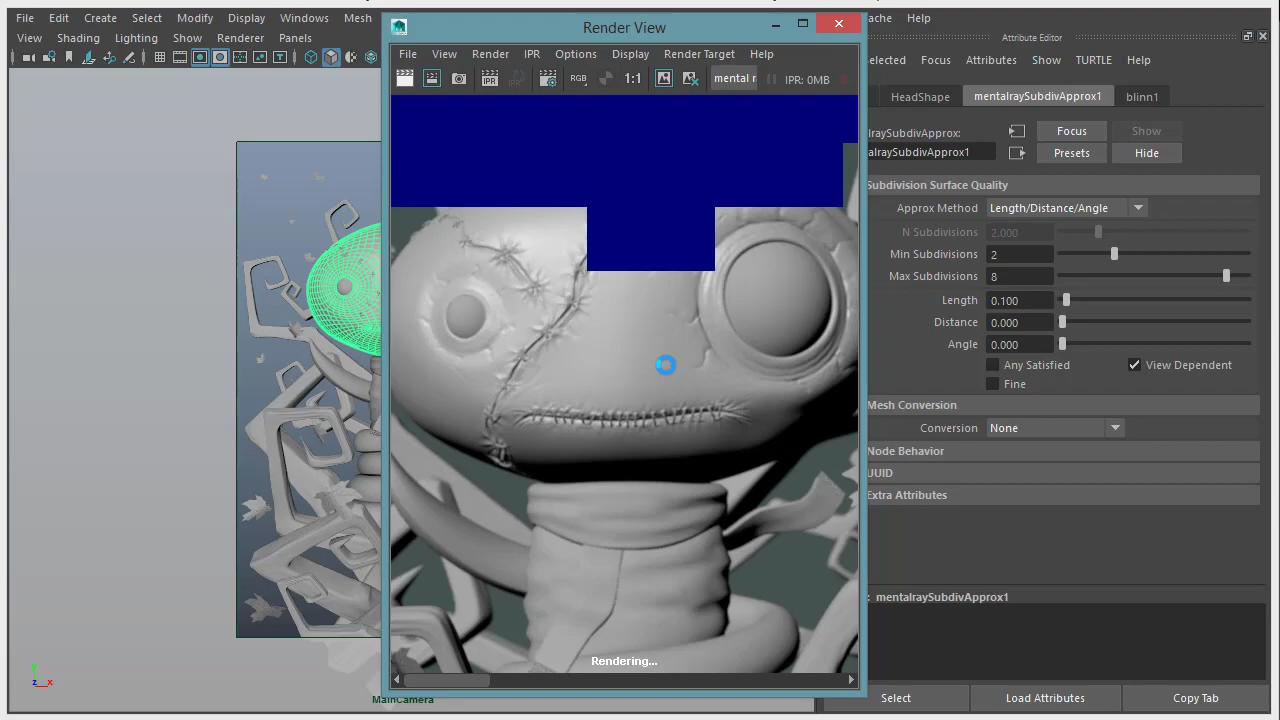 File Edit Create Select Modify Display Windows Mesh
Render View
ache Help
View Shading Lighting Show Renderer Panels
Attribute Editor
File View Render IPR Options Display Render Target Help
elected Focus Attributes Show TURTLE Help
RGB 1:1 mental r IPR: 0MB
IPR
HeadShape mentalraySubdivApprox1 blinn1
lraySubdivApprox: Focus Show
alraySubdivApprox1 Presets Hide
Subdivision Surface Quality
Approx Method Length/Distance/Angle
N Subdivisions 2.000
Min Subdivisions 2
Max Subdivisions 8
Length 0.100
Distance 0.000
Angle 0.000
Any Satisfied View Dependent
Fine
Mesh Conversion
Conversion None
Node Behavior
UUID
Extra Attributes
: mentalraySubdivApprox1
Rendering...
y
z x
MainCamera
Select Load Attributes Copy Tab